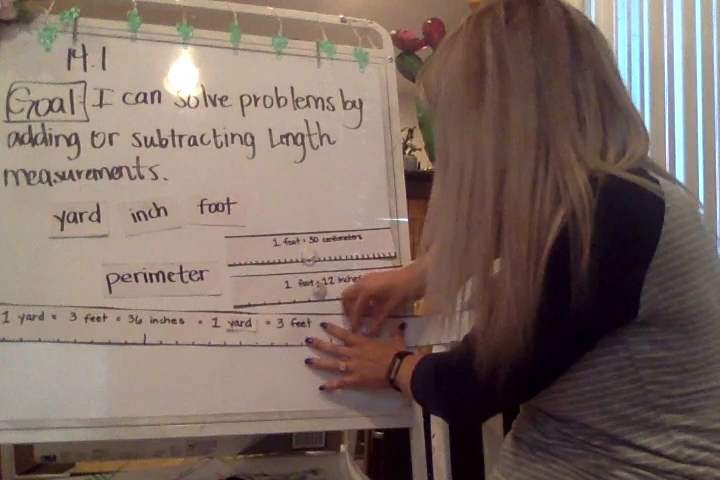 14.1
Goal: I can solve problems by
adding or subtracting length
measurements.
yard inch foot
1 foot = 30 centimeters
perimeter
1 foot = 12 inches
1 yard = 3 feet = 36 inches = 1 yard = 3 feet